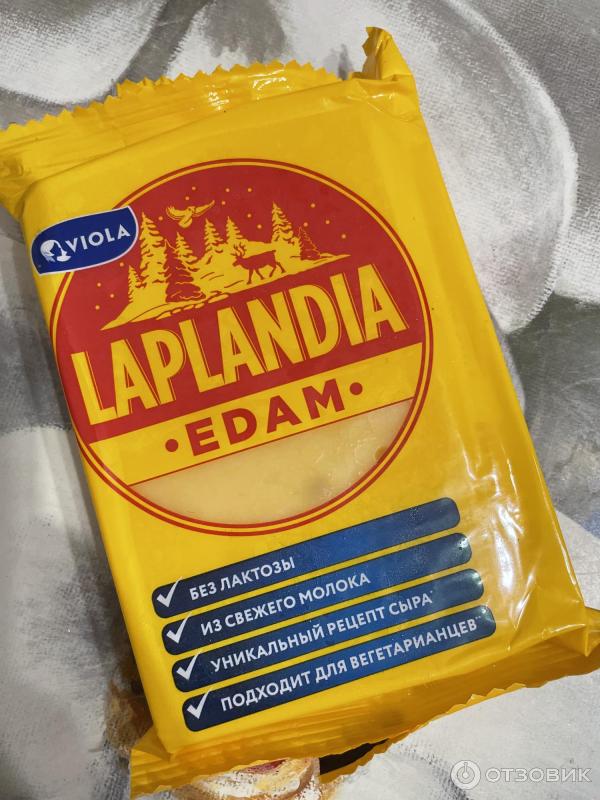 VIOLA
LAPLANDIA
•EDAM•
БЕЗ ЛАКТОЗЫ
ИЗ СВЕЖЕГО МОЛОКА
УНИКАЛЬНЫЙ РЕЦЕПТ СЫРА*
ПОДХОДИТ ДЛЯ ВЕГЕТАРИАНЦЕВ*
ОТЗОВИК